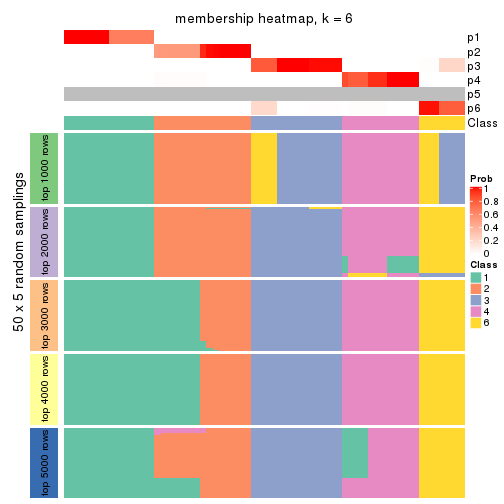 membership heatmap, k = 6
p1
p2
p3
p4
p5
p6
Class
50 x 5 random samplings
top 1000 rows
top 2000 rows
top 3000 rows
top 4000 rows
top 5000 rows
Prob
1
0.8
0.6
0.4
0.2
0
Class
1
2
3
4
6